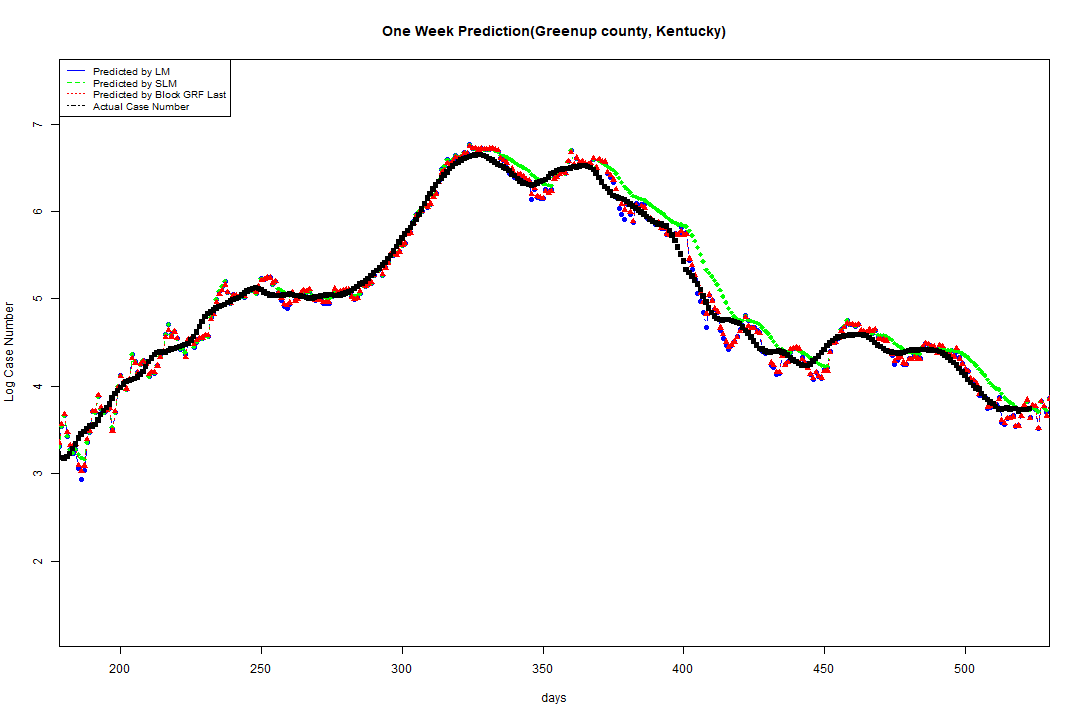 One Week Prediction(Greenup county, Kentucky)
Predicted by LM
Predicted by SLM
Predicted by Block GRF Last
Actual Case Number
7
6
5
4
3
2
Log Case Number
200 250 300 350 400 450 500
days